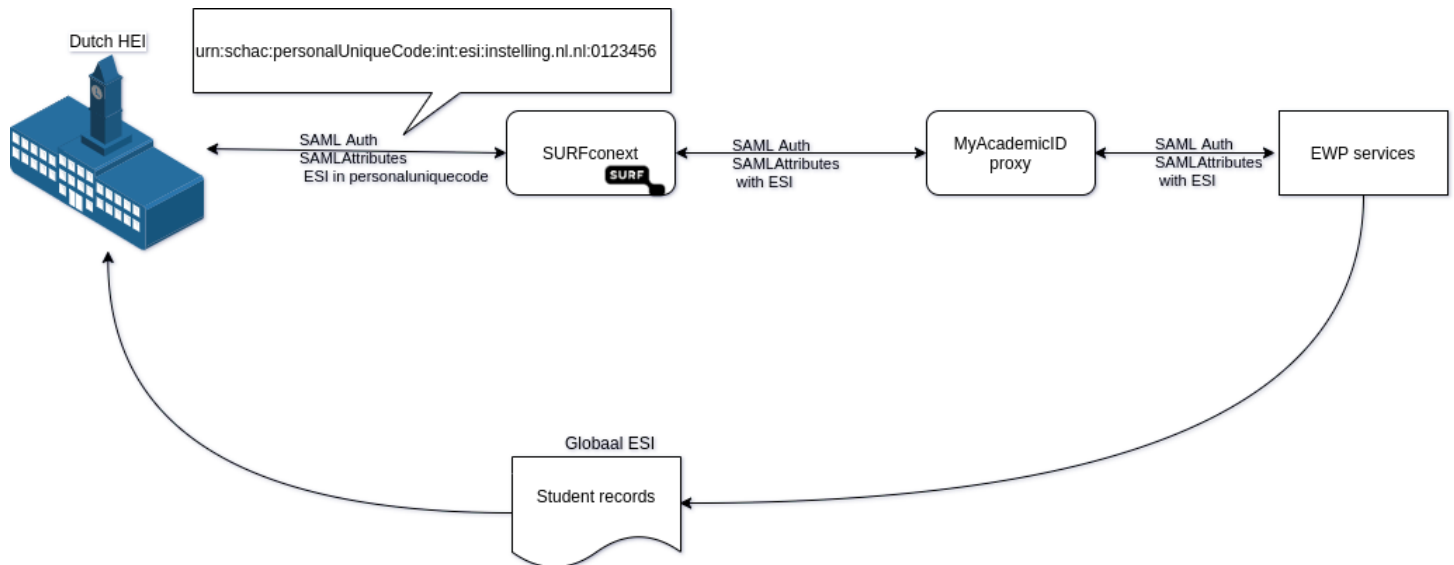 Dutch HEI
urn:schac:personalUniqueCode:int:esi:instelling.nl.nl:0123456
SAML Auth
SAMLAttributes
ESI in personaluniquecode
SURFconext
SURF
SAML Auth
SAMLAttributes
with ESI
MyAcademicID
proxy
SAML Auth
SAMLAttributes
with ESI
EWP services
Globaal ESI
Student records